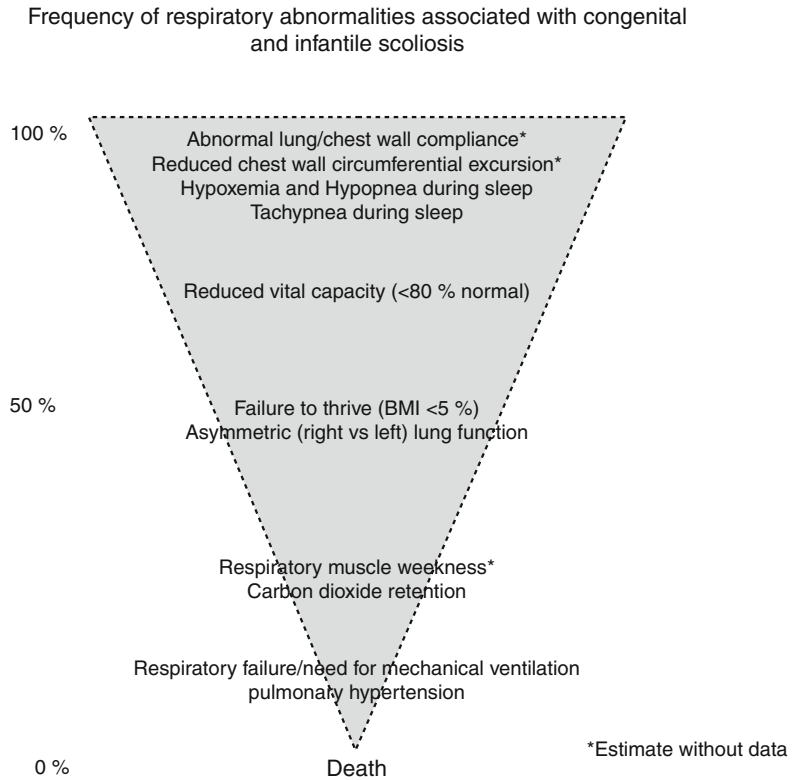 Frequency of respiratory abnormalities associated with congenital
and infantile scoliosis
100 %
Abnormal lung/chest wall compliance*
Reduced chest wall circumferential excursion*
Hypoxemia and Hypopnea during sleep
Tachypnea during sleep
Reduced vital capacity (<80 % normal)
50 %
Failure to thrive (BMI <5 %)
Asymmetric (right vs left) lung function
Respiratory muscle weekness*
Carbon dioxide retention
Respiratory failure/need for mechanical ventilation
pulmonary hypertension
*Estimate without data
0 %
Death